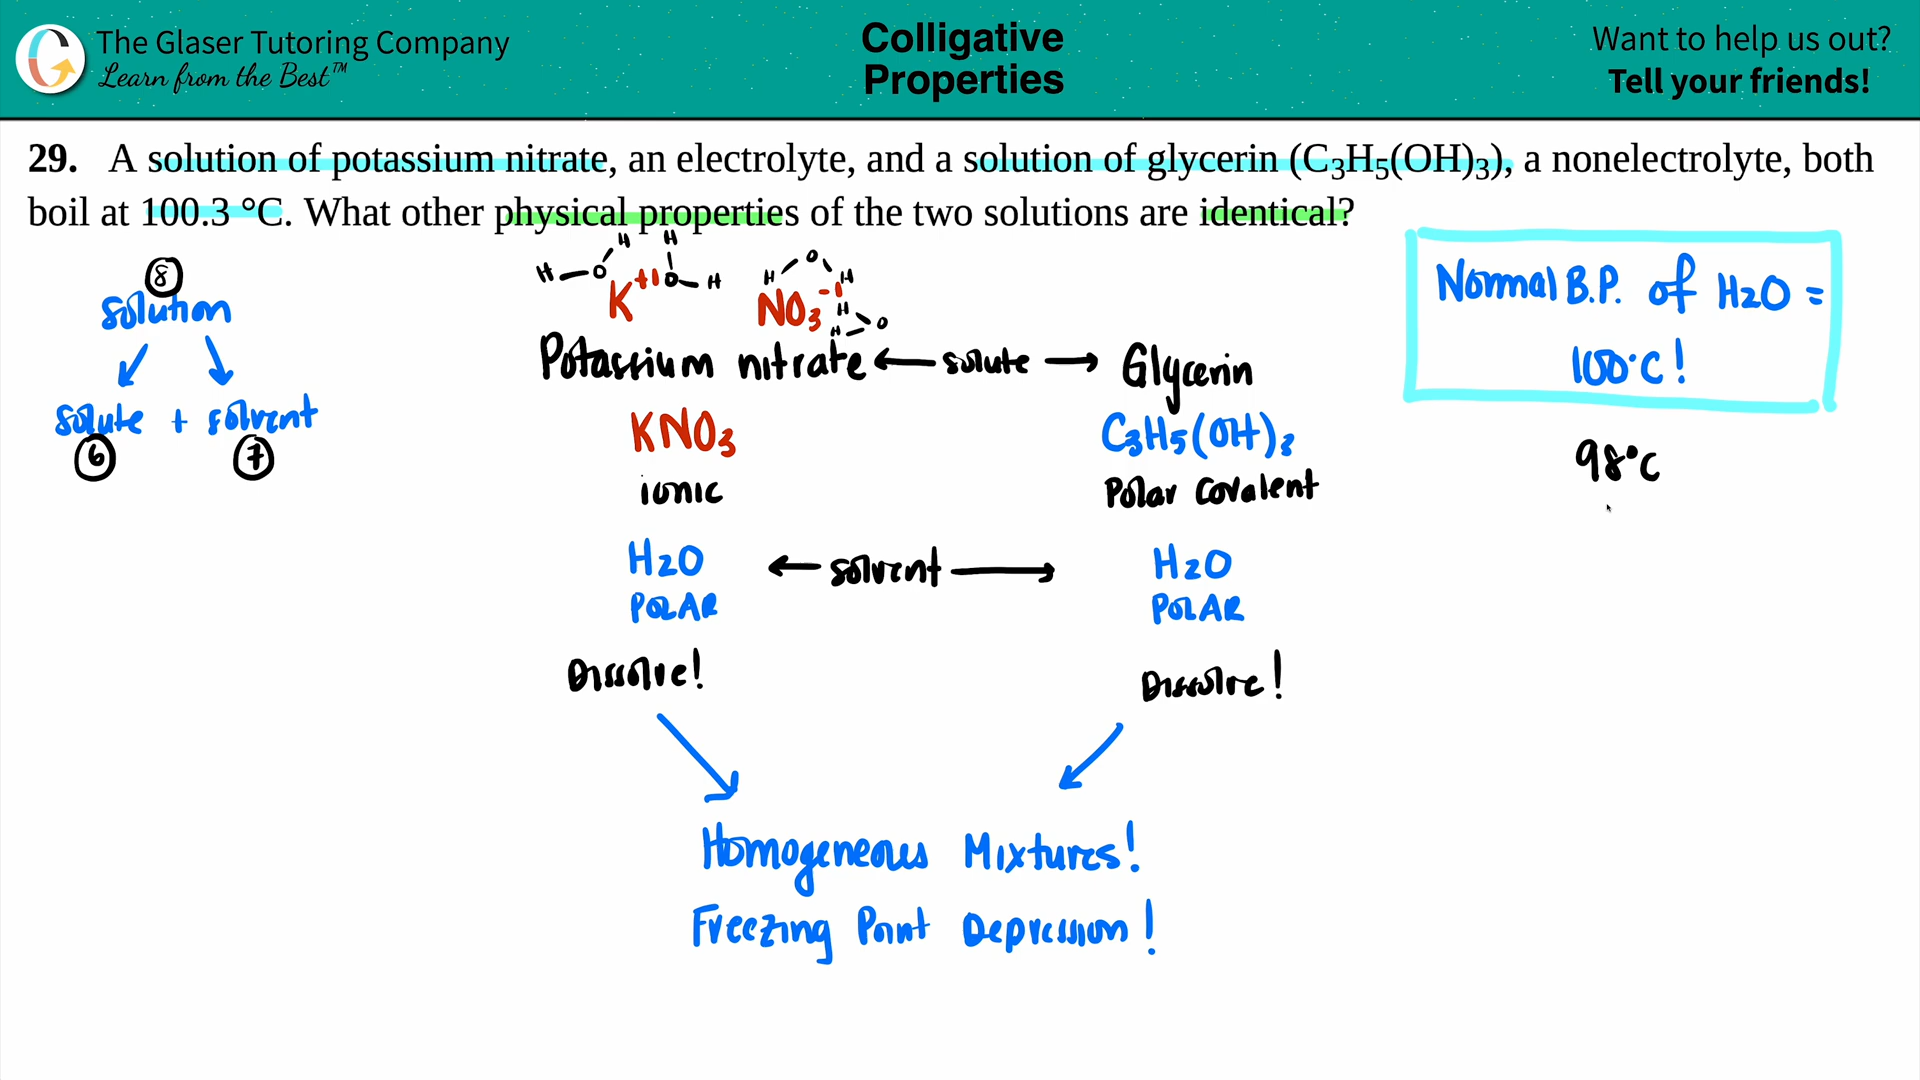 The Glaser Tutoring Company
Learn from the Best™
Colligative
Properties
Want to help us out?
Tell your friends!
29. A solution of potassium nitrate, an electrolyte, and a solution of glycerin (C₃H₅(OH)₃), a nonelectrolyte, both
boil at 100.3 °C. What other physical properties of the two solutions are identical?
8
solution
solute + solvent
6 7
H O H
K⁺¹ O H
H O H
NO₃⁻¹ H
H O
Potassium nitrate ← solute → Glycerin
KNO₃ C₃H₅(OH)₃
ionic Polar Covalent
H₂O ← solvent → H₂O
POLAR POLAR
Dissolve! Dissolve!
Homogeneous Mixtures!
Freezing Point Depression!
Normal B.P. of H₂O =
100°C!
98°C